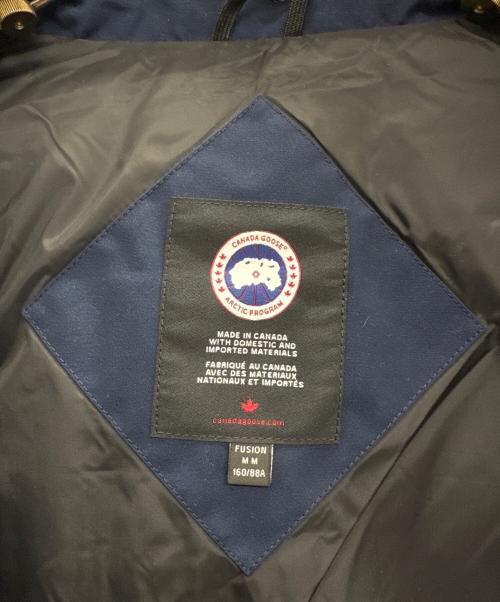 CANADA GOOSE®
ARCTIC PROGRAM
MADE IN CANADA
WITH DOMESTIC AND
IMPORTED MATERIALS
FABRIQUÉ AU CANADA
AVEC DES MATERIAUX
NATIONAUX ET IMPORTÉS
canadagoose.com
FUSION
M M
160/88A